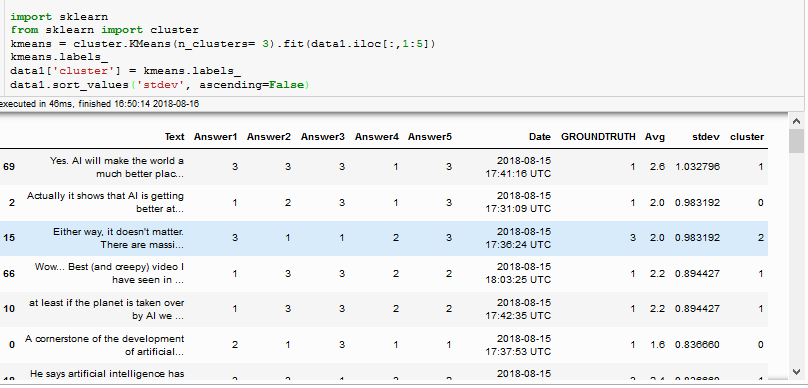 import sklearn
from sklearn import cluster
kmeans = cluster.KMeans(n_clusters= 3).fit(data1.iloc[:,1:5])
kmeans.labels_
data1['cluster'] = kmeans.labels_
data1.sort_values('stdev', ascending=False)
executed in 46ms, finished 16:50:14 2018-08-16
Text Answer1 Answer2 Answer3 Answer4 Answer5 Date GROUNDTRUTH Avg stdev cluster
69 Yes. AI will make the world a much better plac... 3 3 3 1 3 2018-08-15 17:41:16 UTC 1 2.6 1.032796 1
2 Actually it shows that AI is getting better at... 1 2 3 1 3 2018-08-15 17:31:09 UTC 1 2.0 0.983192 0
15 Either way, it doesn't matter. There are massi... 3 1 1 2 3 2018-08-15 17:36:24 UTC 3 2.0 0.983192 2
66 Wow... Best (and creepy) video I have seen in ... 1 3 3 2 2 2018-08-15 18:03:25 UTC 1 2.2 0.894427 1
10 at least if the planet is taken over by AI we ... 1 3 3 2 2 2018-08-15 17:42:35 UTC 1 2.2 0.894427 1
0 A cornerstone of the development of artificial... 2 1 3 1 1 2018-08-15 17:37:53 UTC 1 1.6 0.836660 0
He says artificial intelligence has 2018-08-15